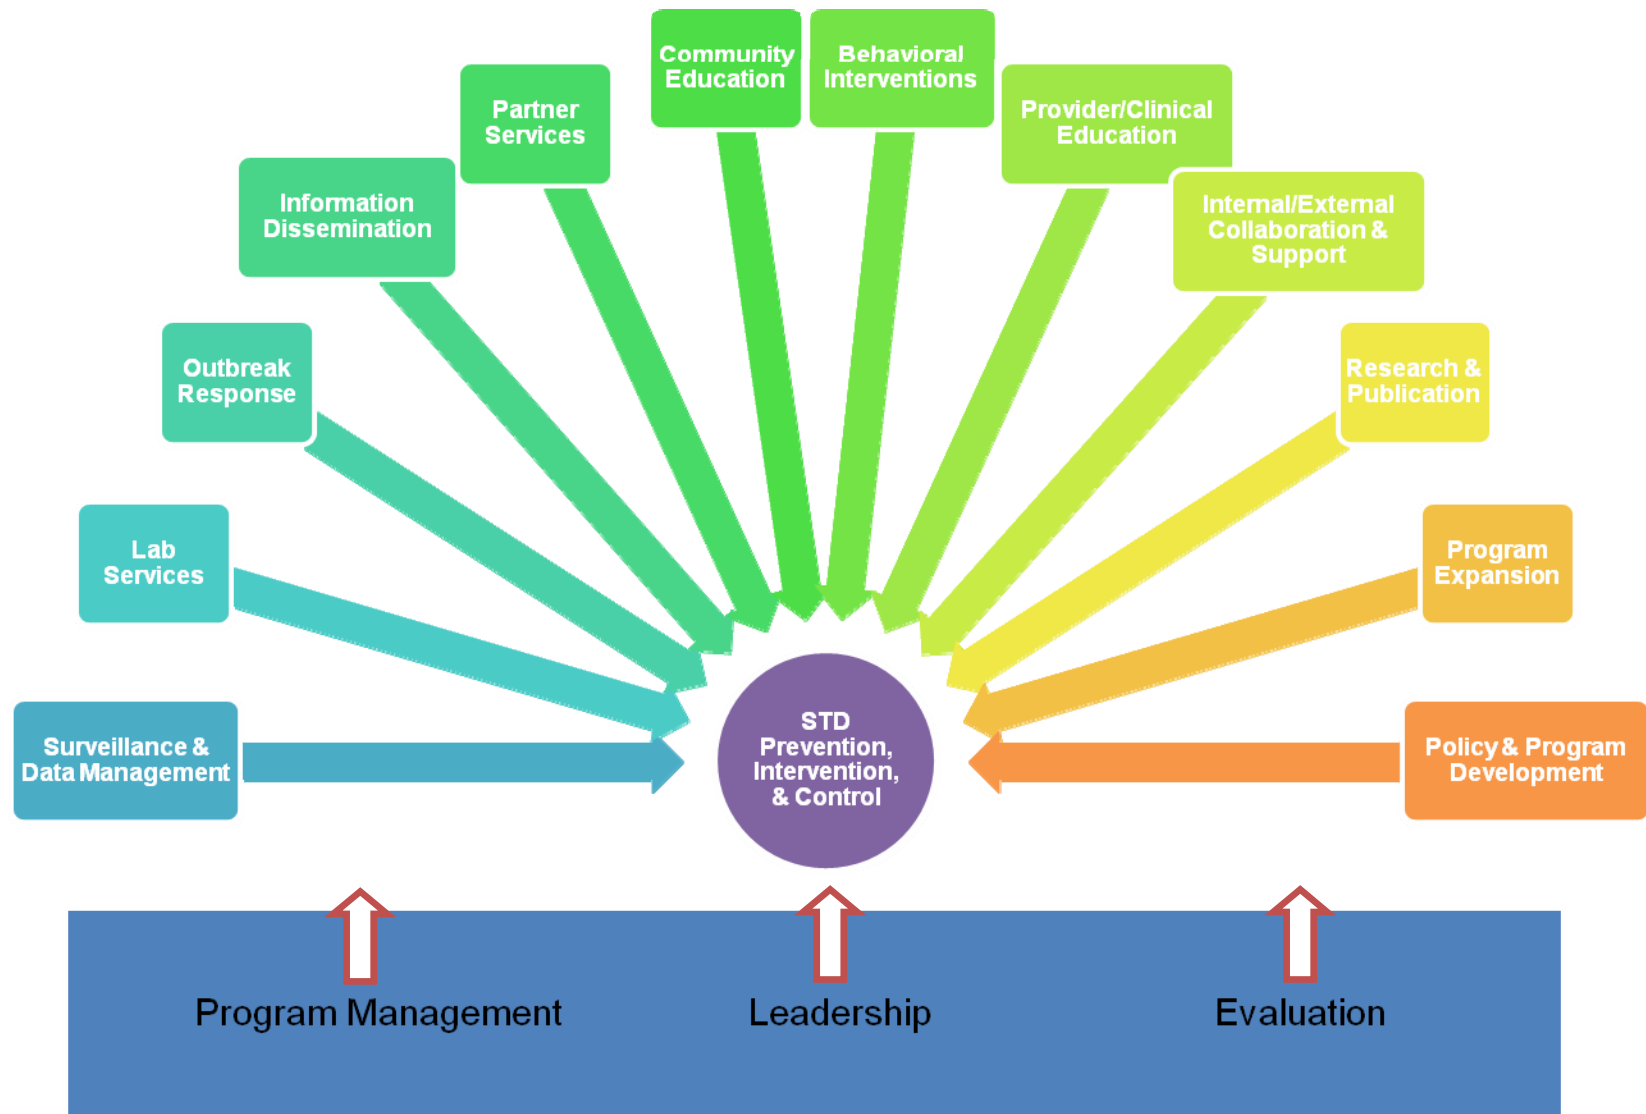 Community
Education
Behavioral
Interventions
Partner
Services
Provider/Clinical
Education
Information
Dissemination
Internal/External
Collaboration &
Support
Outbreak
Response
Research &
Publication
Lab
Services
Program
Expansion
Surveillance &
Data Management
STD
Prevention,
Intervention,
& Control
Policy & Program
Development
Program Management
Leadership
Evaluation